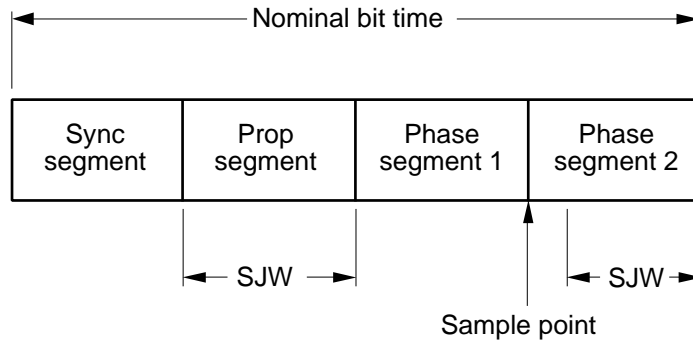 Nominal bit time
Sync
segment
Prop
segment
Phase
segment 1
Phase
segment 2
SJW
SJW
Sample point